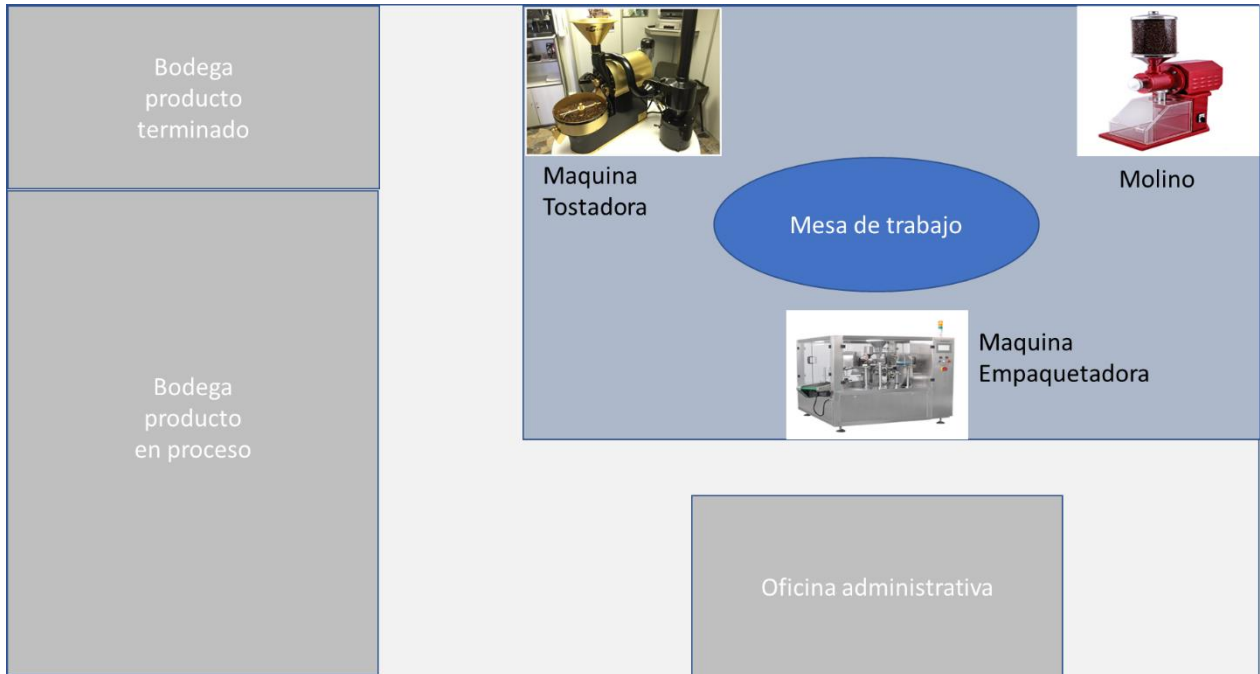 Bodega
producto
terminado
Maquina
Tostadora
Molino
Mesa de trabajo
Maquina
Empaquetadora
Bodega
producto
en proceso
Oficina administrativa